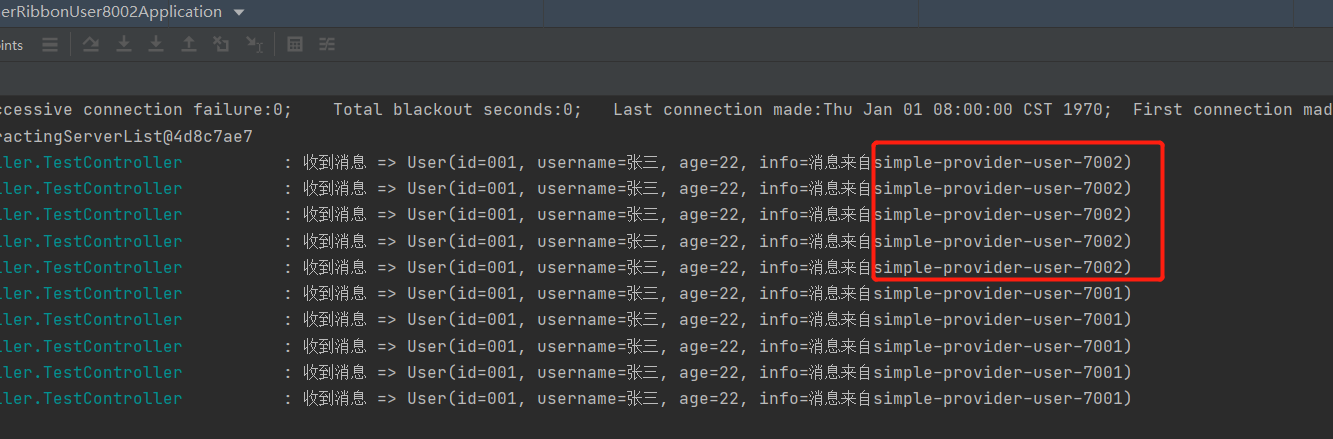 erRibbonUser8002Application
ints
ccessive connection failure:0;    Total blackout seconds:0;   Last connection made:Thu Jan 01 08:00:00 CST 1970;  First connection mad
ractingServerList@4d8c7ae7
ller.TestController          : 收到消息 => User(id=001, username=张三, age=22, info=消息来自simple-provider-user-7002)
ller.TestController          : 收到消息 => User(id=001, username=张三, age=22, info=消息来自simple-provider-user-7002)
ller.TestController          : 收到消息 => User(id=001, username=张三, age=22, info=消息来自simple-provider-user-7002)
ller.TestController          : 收到消息 => User(id=001, username=张三, age=22, info=消息来自simple-provider-user-7002)
ller.TestController          : 收到消息 => User(id=001, username=张三, age=22, info=消息来自simple-provider-user-7002)
ller.TestController          : 收到消息 => User(id=001, username=张三, age=22, info=消息来自simple-provider-user-7001)
ller.TestController          : 收到消息 => User(id=001, username=张三, age=22, info=消息来自simple-provider-user-7001)
ller.TestController          : 收到消息 => User(id=001, username=张三, age=22, info=消息来自simple-provider-user-7001)
ller.TestController          : 收到消息 => User(id=001, username=张三, age=22, info=消息来自simple-provider-user-7001)
ller.TestController          : 收到消息 => User(id=001, username=张三, age=22, info=消息来自simple-provider-user-7001)